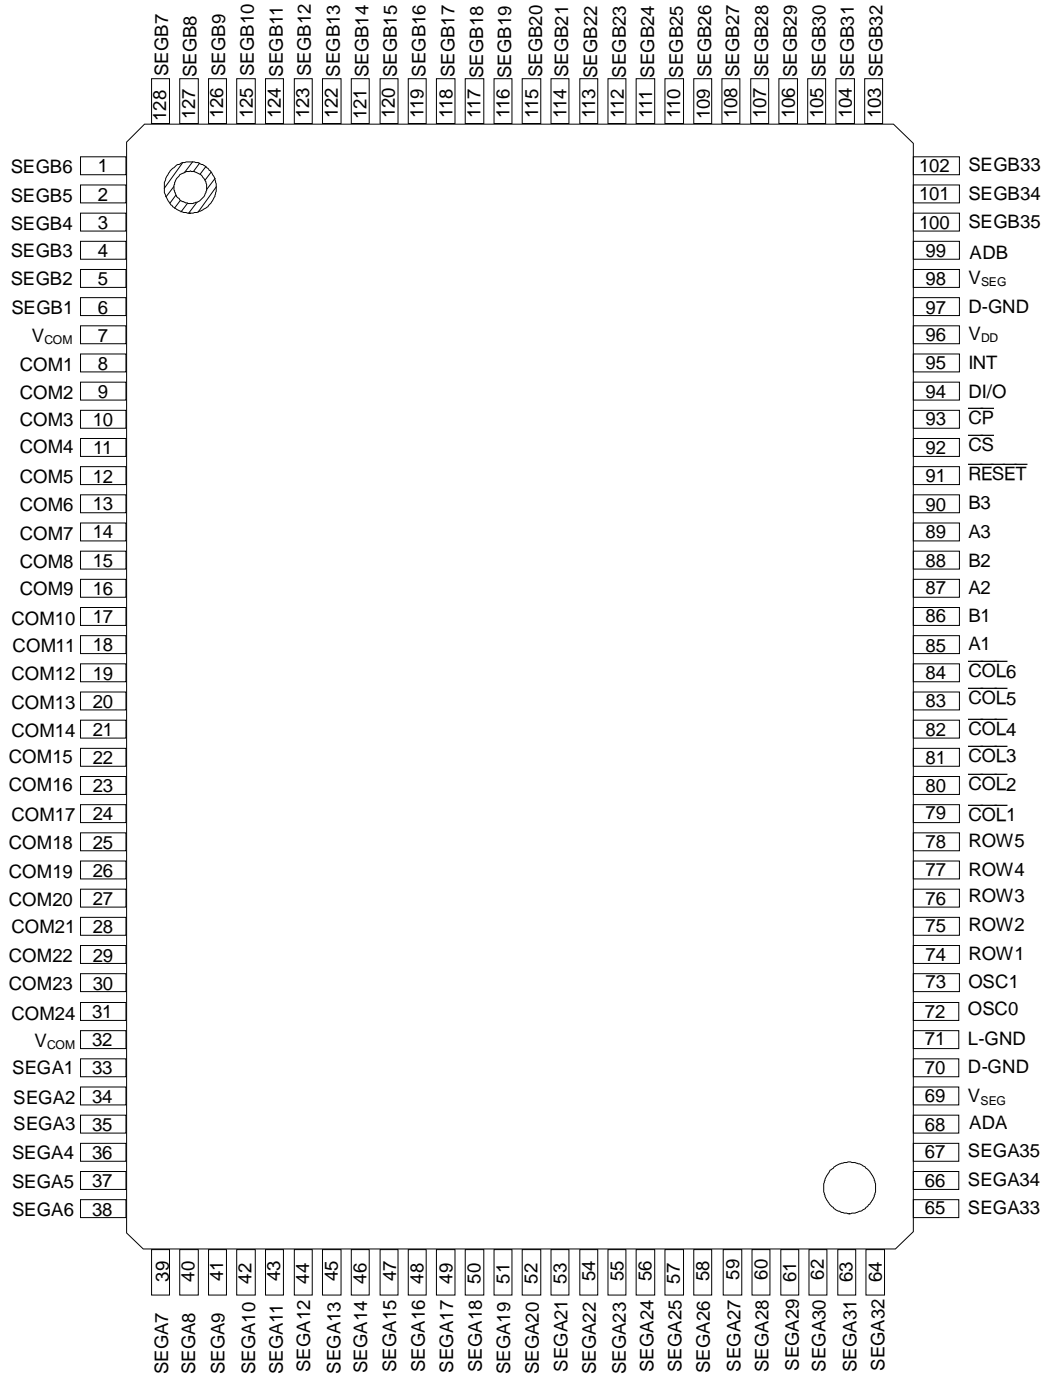 SEGB7 SEGB8 SEGB9 SEGB10 SEGB11 SEGB12 SEGB13 SEGB14 SEGB15 SEGB16 SEGB17 SEGB18 SEGB19 SEGB20 SEGB21 SEGB22 SEGB23 SEGB24 SEGB25 SEGB26 SEGB27 SEGB28 SEGB29 SEGB30 SEGB31 SEGB32
128 127 126 125 124 123 122 121 120 119 118 117 116 115 114 113 112 111 110 109 108 107 106 105 104 103
SEGB6 1 102 SEGB33
SEGB5 2 101 SEGB34
SEGB4 3 100 SEGB35
SEGB3 4 99 ADB
SEGB2 5 98 VSEG
SEGB1 6 97 D-GND
VCOM 7 96 VDD
COM1 8 95 INT
COM2 9 94 DI/O
COM3 10 93 CP
COM4 11 92 CS
COM5 12 91 RESET
COM6 13 90 B3
COM7 14 89 A3
COM8 15 88 B2
COM9 16 87 A2
COM10 17 86 B1
COM11 18 85 A1
COM12 19 84 COL6
COM13 20 83 COL5
COM14 21 82 COL4
COM15 22 81 COL3
COM16 23 80 COL2
COM17 24 79 COL1
COM18 25 78 ROW5
COM19 26 77 ROW4
COM20 27 76 ROW3
COM21 28 75 ROW2
COM22 29 74 ROW1
COM23 30 73 OSC1
COM24 31 72 OSC0
VCOM 32 71 L-GND
SEGA1 33 70 D-GND
SEGA2 34 69 VSEG
SEGA3 35 68 ADA
SEGA4 36 67 SEGA35
SEGA5 37 66 SEGA34
SEGA6 38 65 SEGA33
39 40 41 42 43 44 45 46 47 48 49 50 51 52 53 54 55 56 57 58 59 60 61 62 63 64
SEGA7 SEGA8 SEGA9 SEGA10 SEGA11 SEGA12 SEGA13 SEGA14 SEGA15 SEGA16 SEGA17 SEGA18 SEGA19 SEGA20 SEGA21 SEGA22 SEGA23 SEGA24 SEGA25 SEGA26 SEGA27 SEGA28 SEGA29 SEGA30 SEGA31 SEGA32